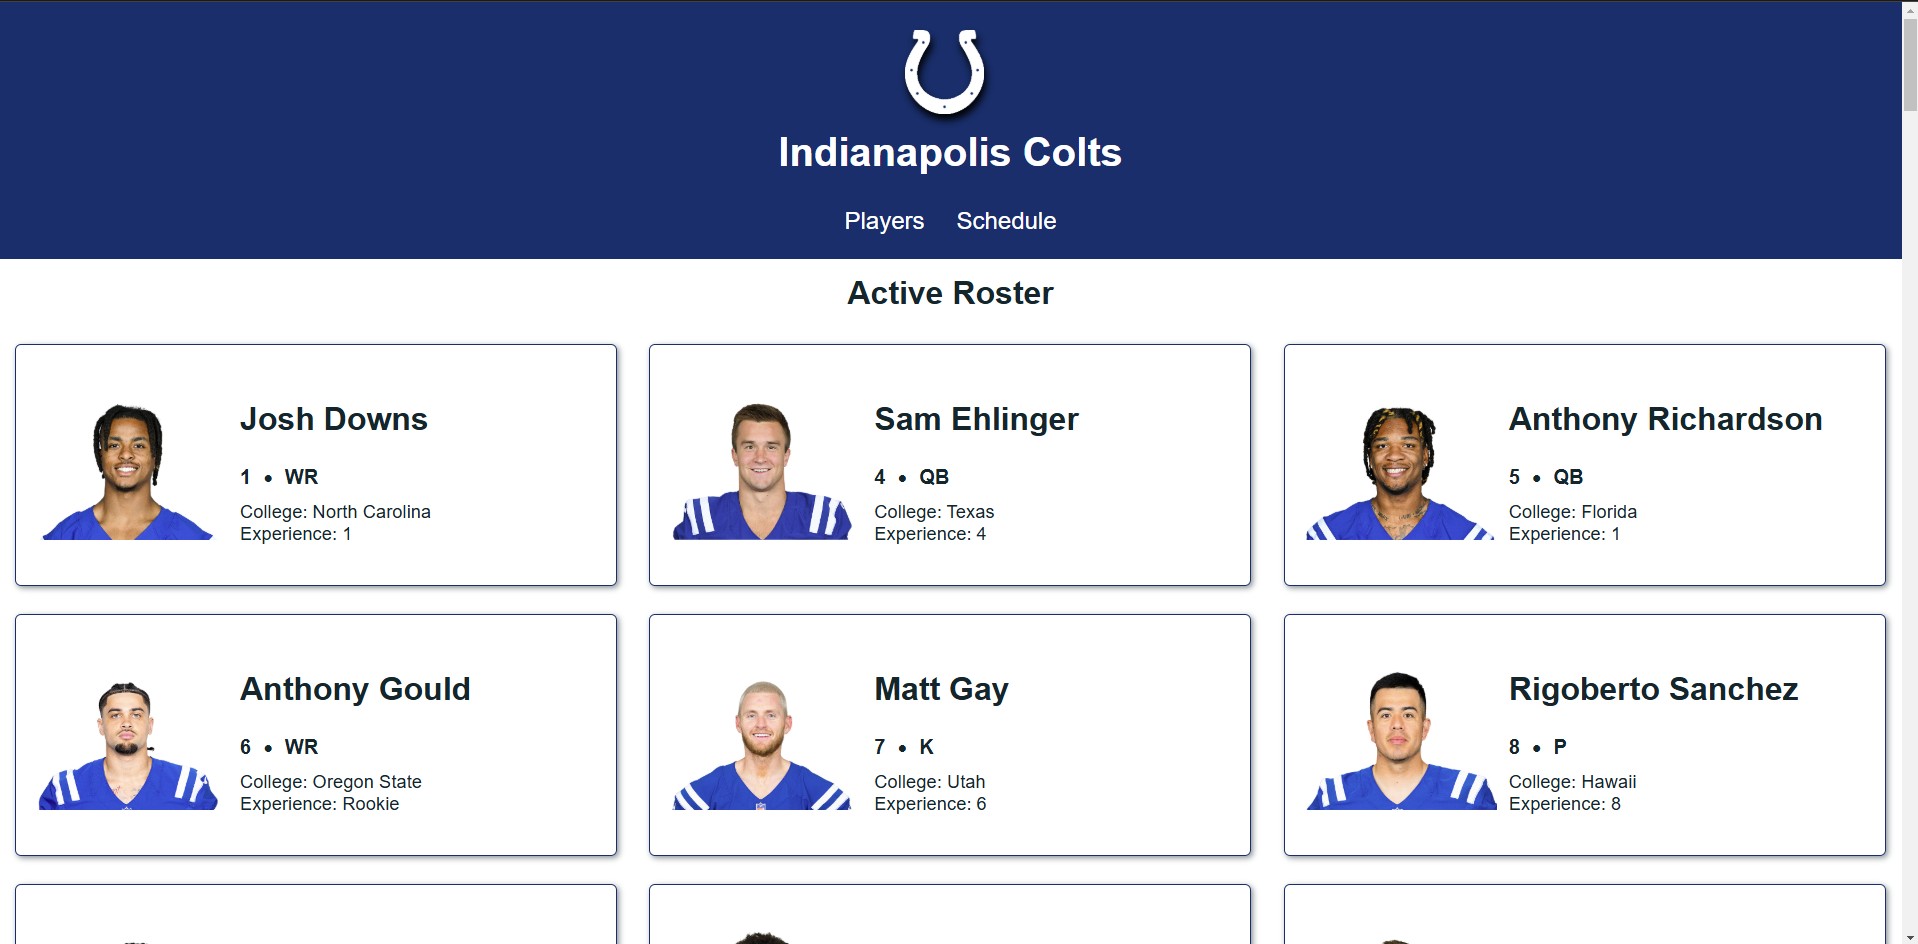 Indianapolis Colts
Players Schedule
Active Roster
Josh Downs
1 • WR
College: North Carolina
Experience: 1
Sam Ehlinger
4 • QB
College: Texas
Experience: 4
Anthony Richardson
5 • QB
College: Florida
Experience: 1
Anthony Gould
6 • WR
College: Oregon State
Experience: Rookie
Matt Gay
7 • K
College: Utah
Experience: 6
Rigoberto Sanchez
8 • P
College: Hawaii
Experience: 8